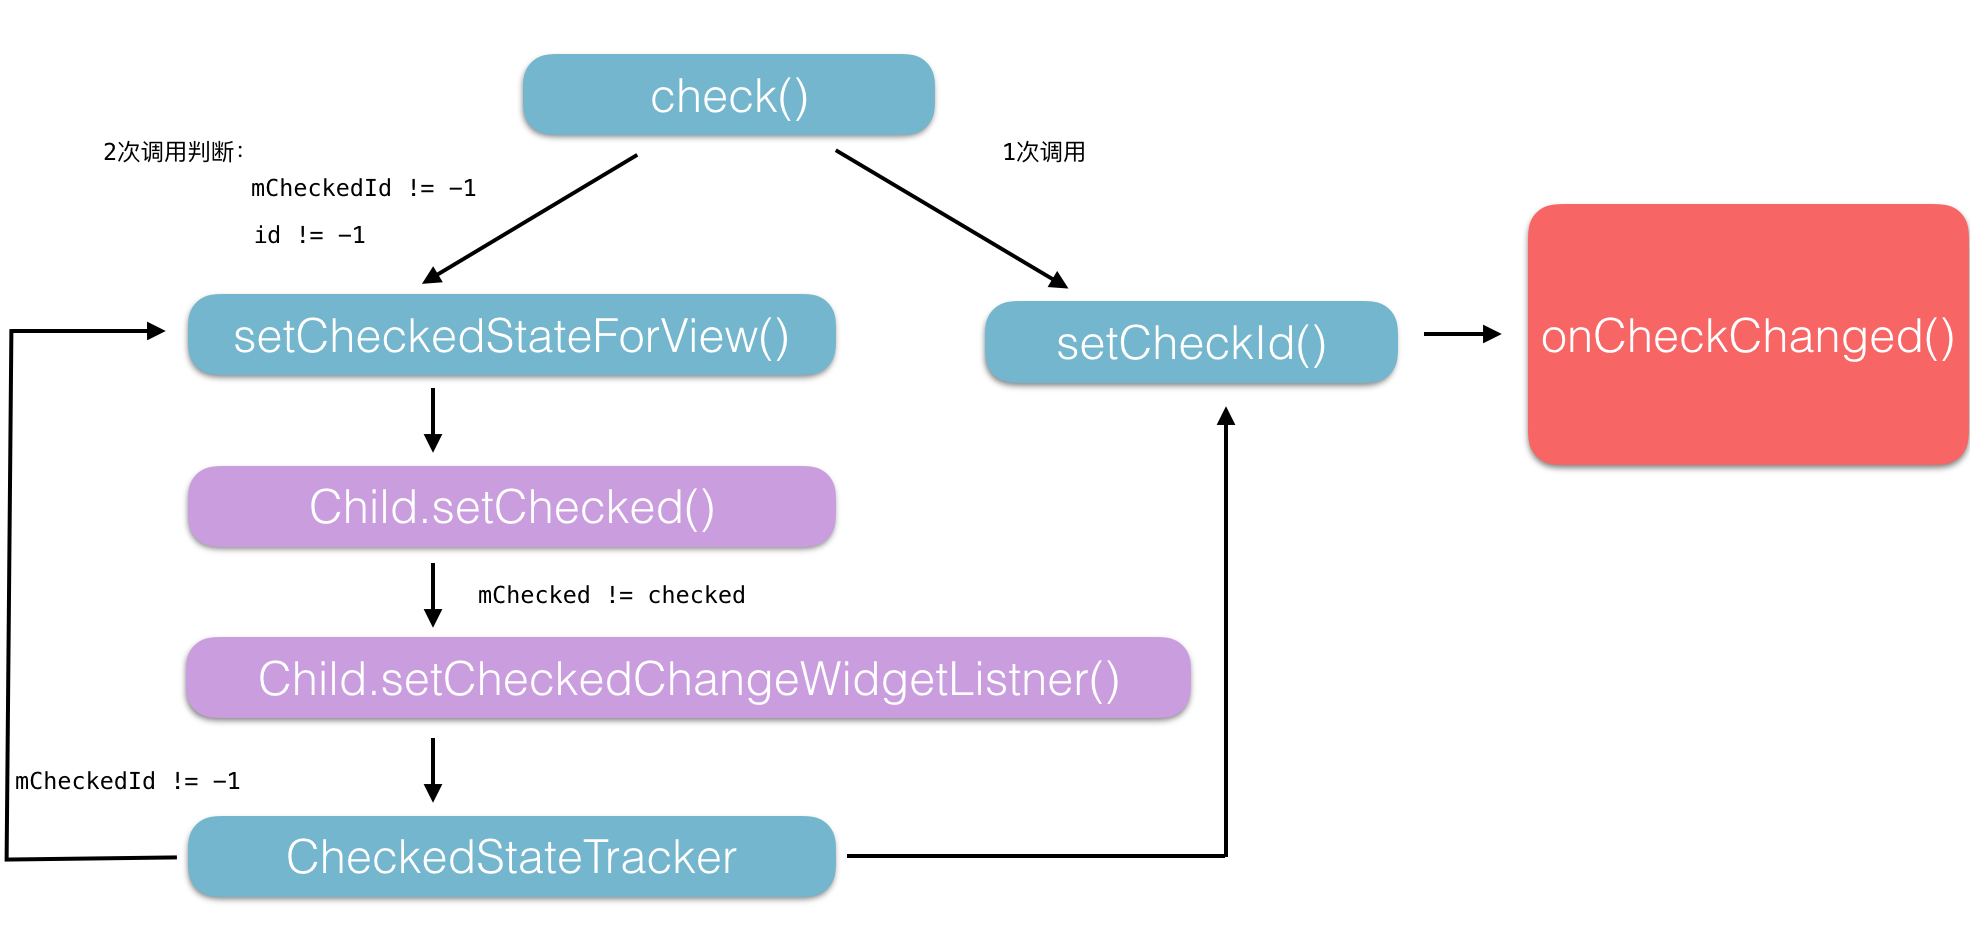 check()
2次调用判断：
1次调用
mCheckedId != -1
id != -1
setCheckedStateForView()
setCheckId()
onCheckChanged()
Child.setChecked()
mChecked != checked
Child.setCheckedChangeWidgetListner()
mCheckedId != -1
CheckedStateTracker